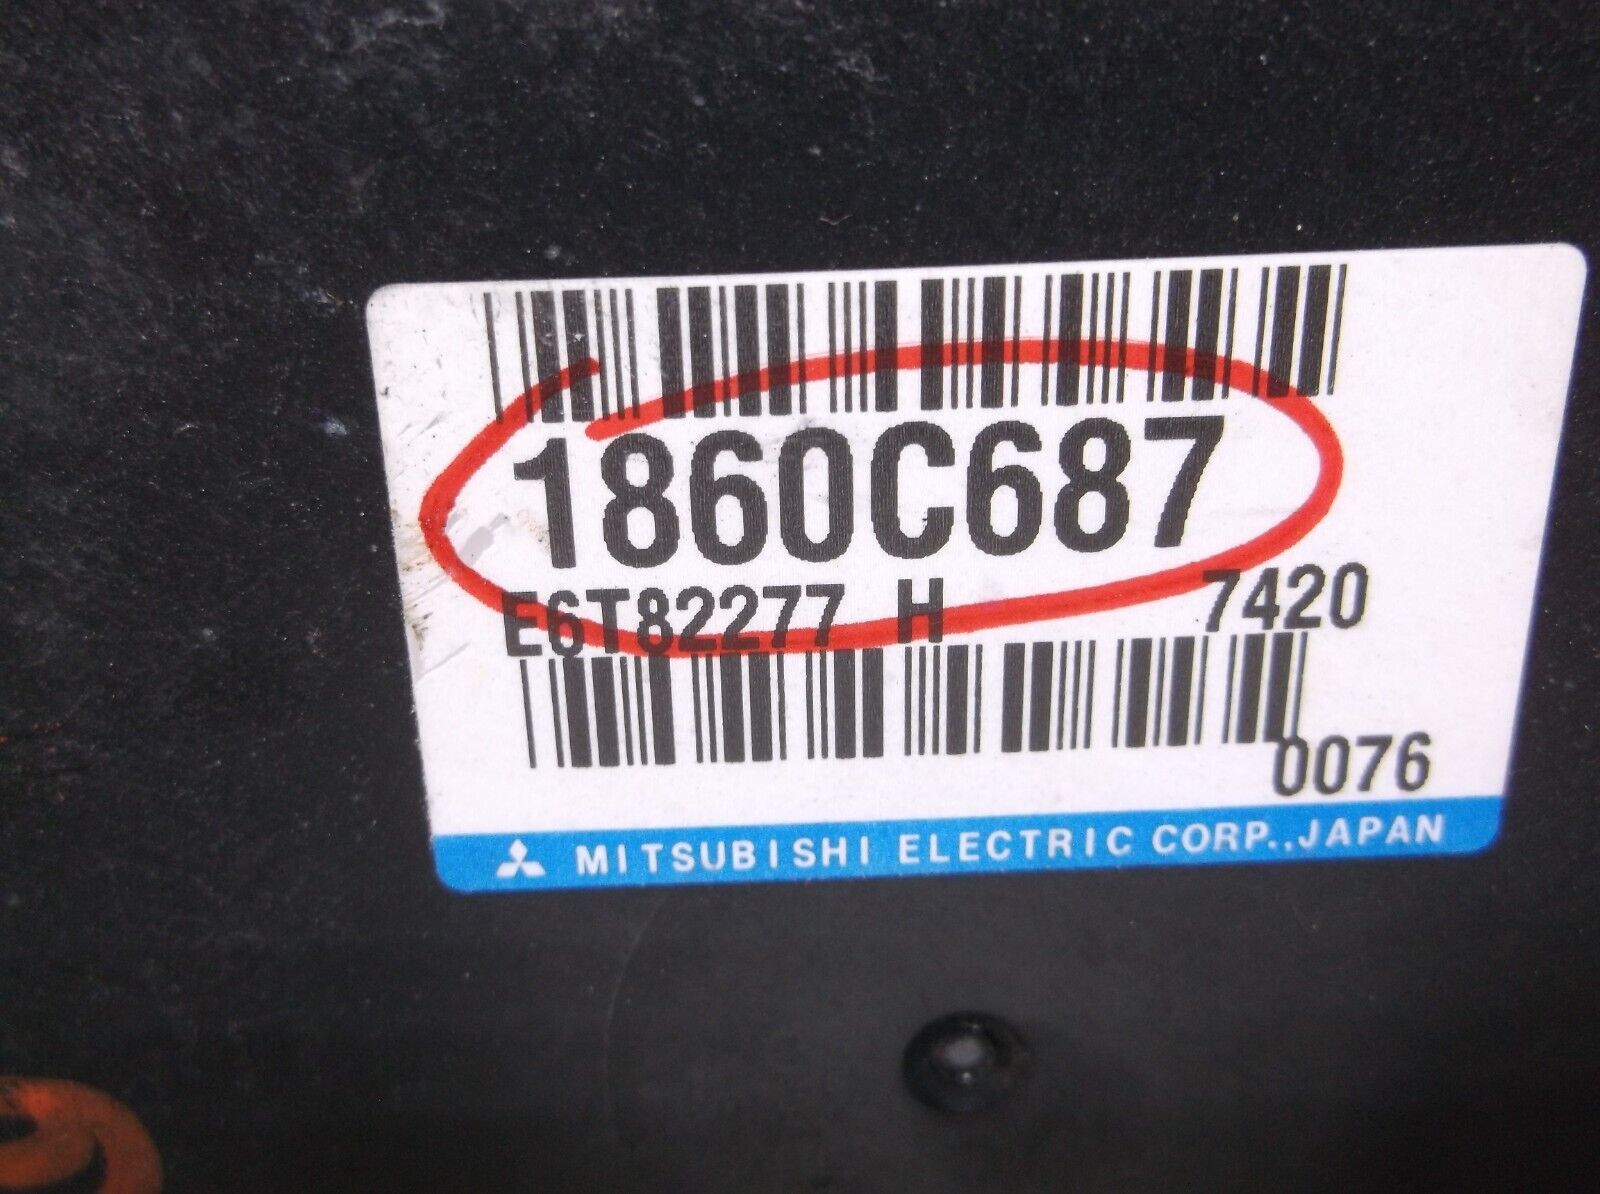 1860C687
E6T82277 H 7420
0076
MITSUBISHI ELECTRIC CORP.,JAPAN